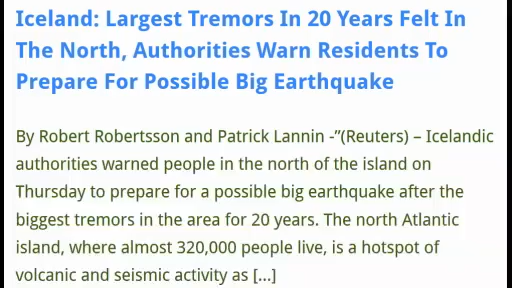 Iceland: Largest Tremors In 20 Years Felt In
The North, Authorities Warn Residents To
Prepare For Possible Big Earthquake
By Robert Robertsson and Patrick Lannin -”(Reuters) – Icelandic
authorities warned people in the north of the island on
Thursday to prepare for a possible big earthquake after the
biggest tremors in the area for 20 years. The north Atlantic
island, where almost 320,000 people live, is a hotspot of
volcanic and seismic activity as [...]